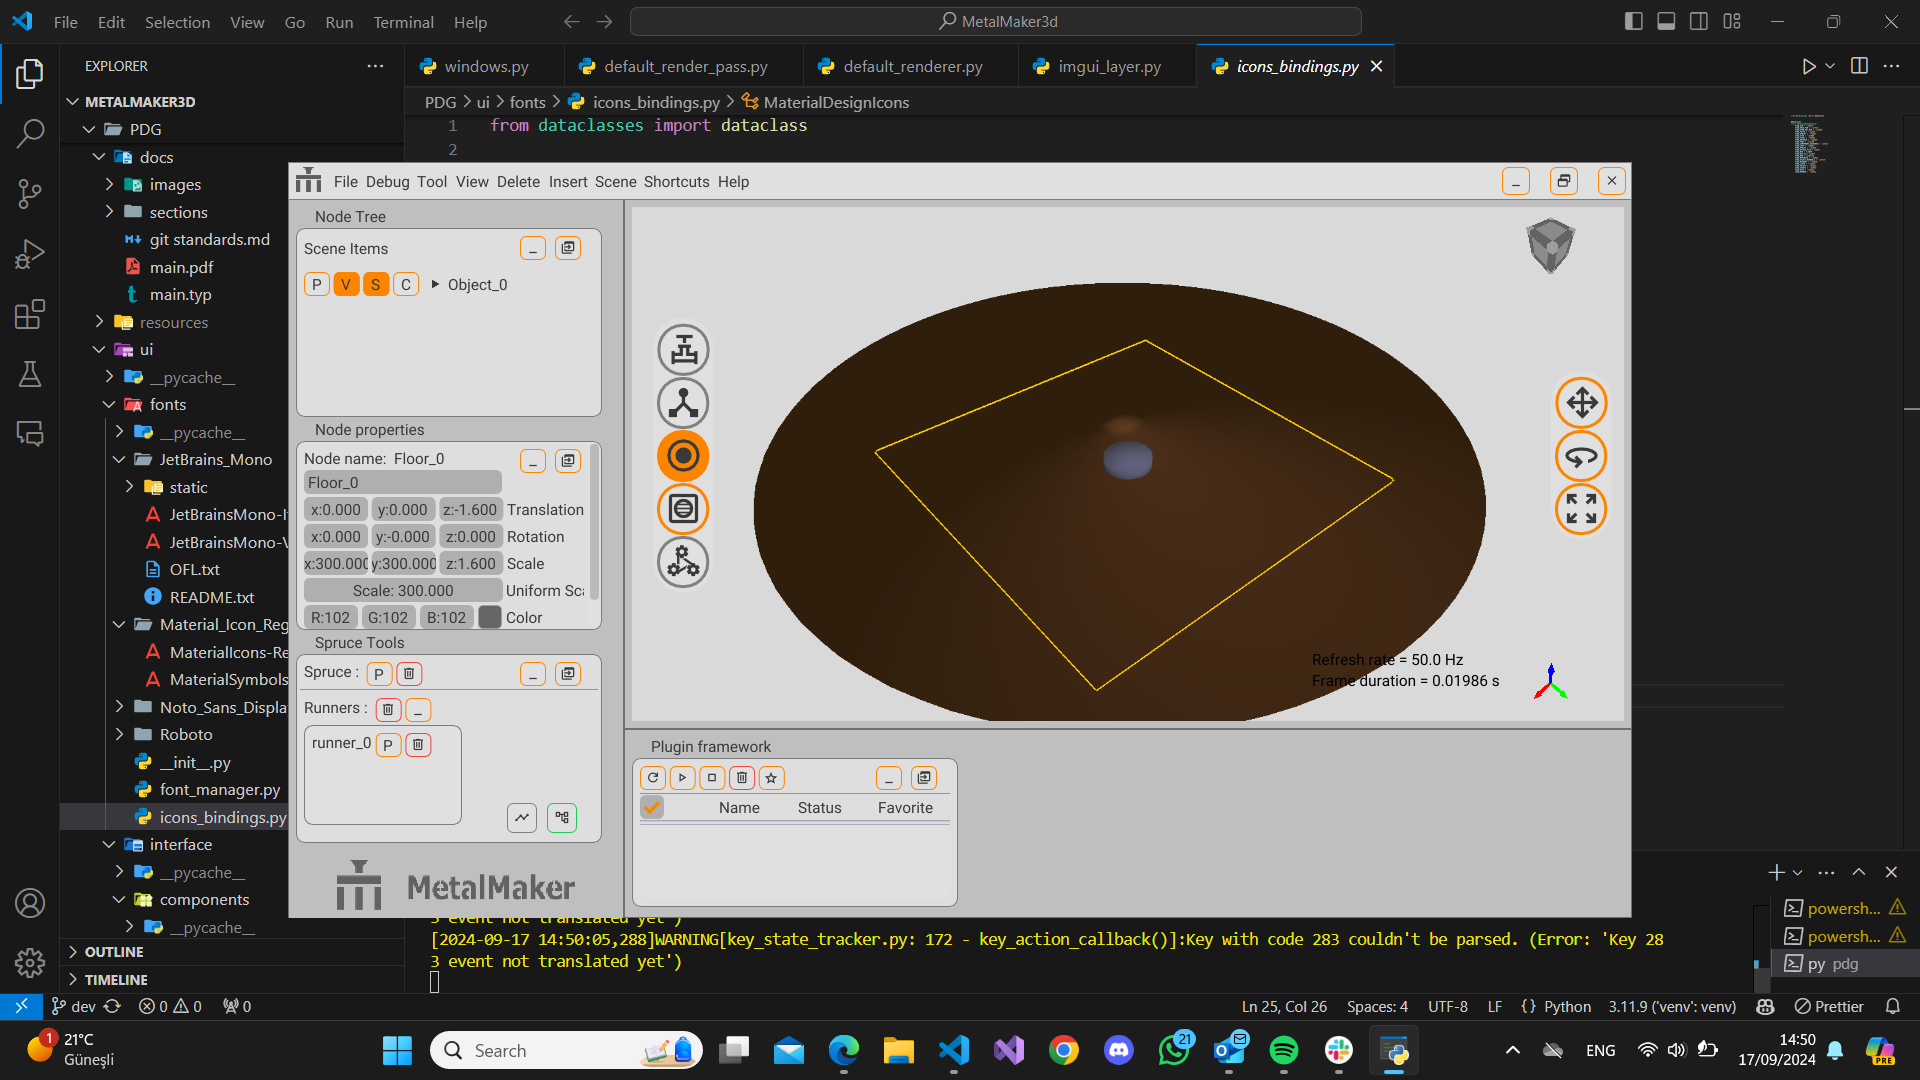 File Edit Selection View Go Run Terminal Help
MetalMaker3d
EXPLORER
windows.py default_render_pass.py default_renderer.py imgui_layer.py icons_bindings.py
METALMAKER3D
PDG > ui > fonts > icons_bindings.py > MaterialDesignIcons
PDG
1 from dataclasses import dataclass
2
docs
images
sections
git standards.md
main.pdf
main.typ
resources
ui
__pycache__
fonts
__pycache__
JetBrains_Mono
static
JetBrainsMono-I
JetBrainsMono-V
OFL.txt
README.txt
Material_Icon_Reg
MaterialIcons-Re
MaterialSymbols
Noto_Sans_Displa
Roboto
__init__.py
font_manager.py
icons_bindings.py
interface
__pycache__
components
__pycache__
OUTLINE
TIMELINE
File Debug Tool View Delete Insert Scene Shortcuts Help
Node Tree
Scene Items
P V S C Object_0
Node properties
Node name: Floor_0
Floor_0
x:0.000 y:0.000 z:-1.600 Translation
x:0.000 y:-0.000 z:0.000 Rotation
x:300.000 y:300.000 z:1.600 Scale
Scale: 300.000 Uniform Sca
R:102 G:102 B:102 Color
Spruce Tools
Spruce : P
Runners :
runner_0 P
MetalMaker
Refresh rate = 50.0 Hz
Frame duration = 0.01986 s
Plugin framework
Name Status Favorite
3 event not translated yet')
[2024-09-17 14:50:05,288]WARNING[key_state_tracker.py: 172 - key_action_callback()]:Key with code 283 couldn't be parsed. (Error: 'Key 28
3 event not translated yet')
powersh...
powersh...
py pdg
dev 0 0 0
Ln 25, Col 26 Spaces: 4 UTF-8 LF {} Python 3.11.9 ('venv': venv) Prettier
1
21°C
Güneşli
Search
21
PRE
ENG
14:50
17/09/2024